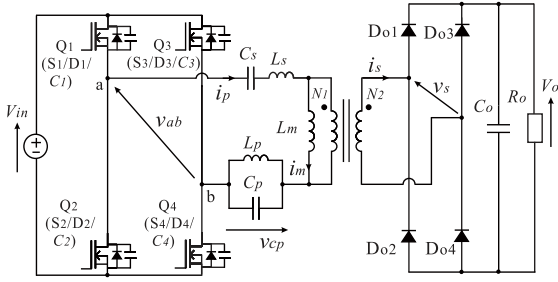 Q1
(S1/D1/
C1)
Q3
(S3/D3/C3)
Do1
Do3
Cs
Ls
is
a
ip
N1
N2
vs
Vin
vab
Lm
Co
Ro
Vo
Lp
im
b
Cp
Q2
(S2/D2/
C2)
Q4
(S4/D4/
C4)
vcp
Do2
Do4